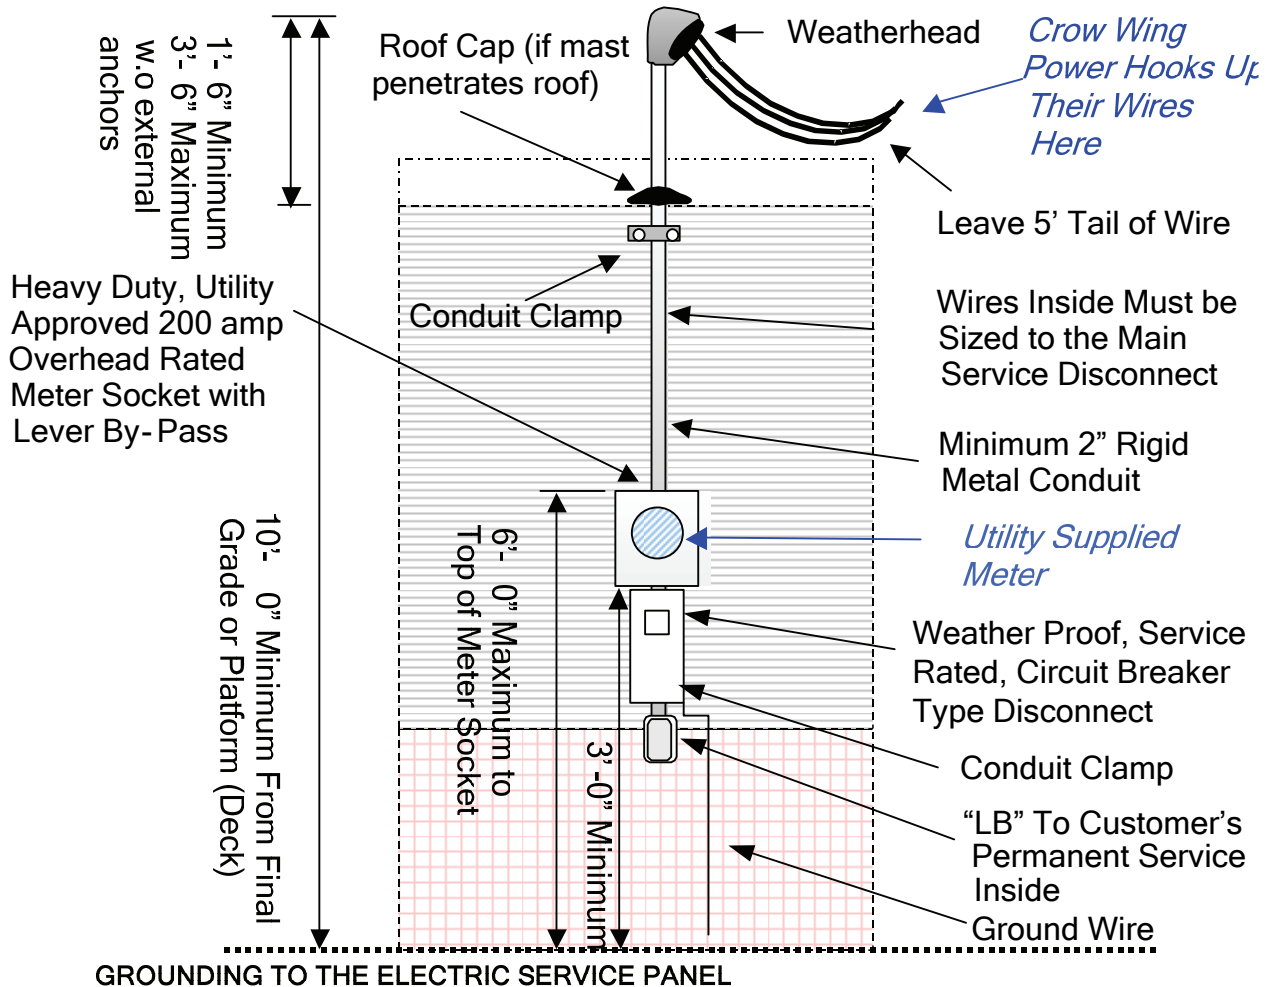 Weatherhead
Crow Wing
Power Hooks Up
Their Wires
Here
Roof Cap (if mast
penetrates roof)
1'- 6" Minimum
3'- 6" Maximum
w.o external
anchors
Leave 5' Tail of Wire
Heavy Duty, Utility
Approved 200 amp
Overhead Rated
Meter Socket with
Lever By-Pass
Conduit Clamp
Wires Inside Must be
Sized to the Main
Service Disconnect
Minimum 2" Rigid
Metal Conduit
Utility Supplied
Meter
10'- 0" Minimum From Final
Grade or Platform (Deck)
6'- 0" Maximum to
Top of Meter Socket
3' -0" Minimum
Weather Proof, Service
Rated, Circuit Breaker
Type Disconnect
Conduit Clamp
“LB” To Customer's
Permanent Service
Inside
Ground Wire
GROUNDING TO THE ELECTRIC SERVICE PANEL